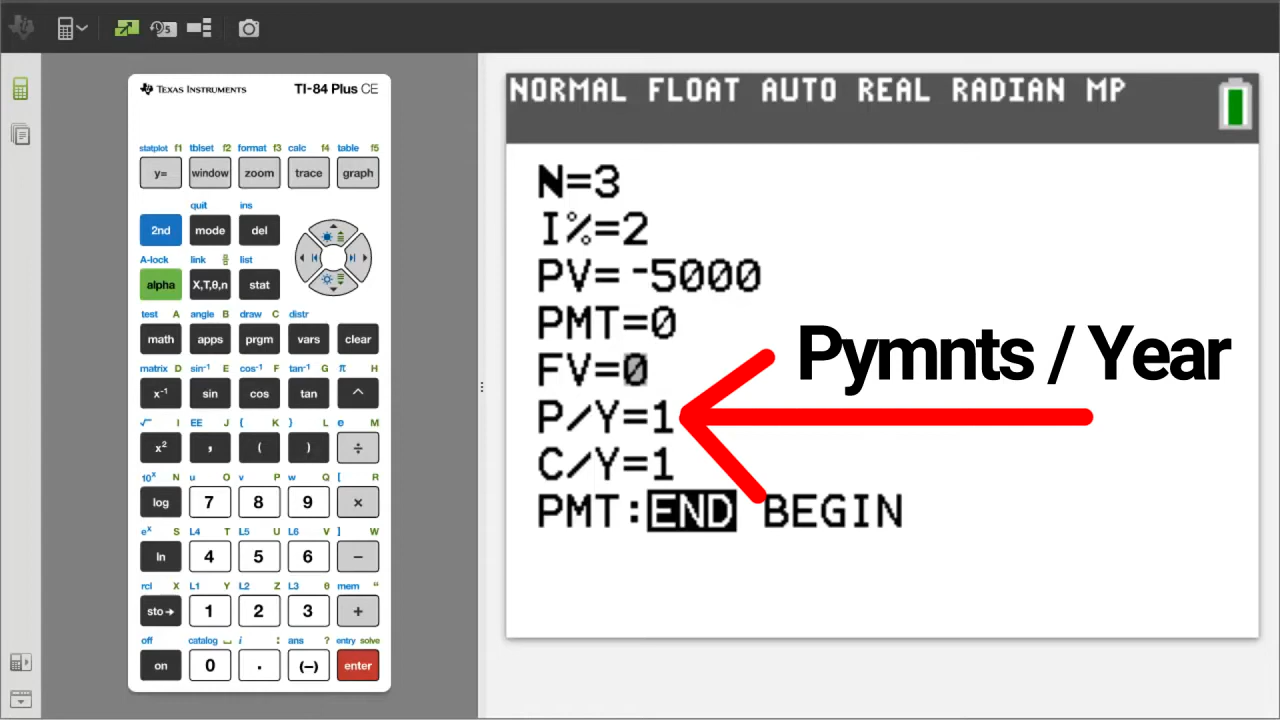 TEXAS INSTRUMENTS TI-84 Plus CE
statplot f1 tblset f2 format f3 calc f4 table f5
y= window zoom trace graph
quit ins
2nd mode del
A-lock link list
alpha X,T,θ,n stat
test A angle B draw C distr
math apps prgm vars clear
matrix D sin⁻¹ E cos⁻¹ F tan⁻¹ G π H
x⁻¹ sin cos tan ^
√ I EE J { K } L e M
x² , ( ) ÷
10ˣ N u O v P w Q [ R
log 7 8 9 ×
eˣ S L4 T L5 U L6 V ] W
ln 4 5 6 −
rcl X L1 Y L2 Z L3 θ mem "
sto→ 1 2 3 +
off catalog ⎵ i : ans ? entry solve
on 0 . (−) enter
NORMAL FLOAT AUTO REAL RADIAN MP
N=3
I%=2
PV=-5000
PMT=0
FV=0
P/Y=1
C/Y=1
PMT:END BEGIN
Pymnts / Year